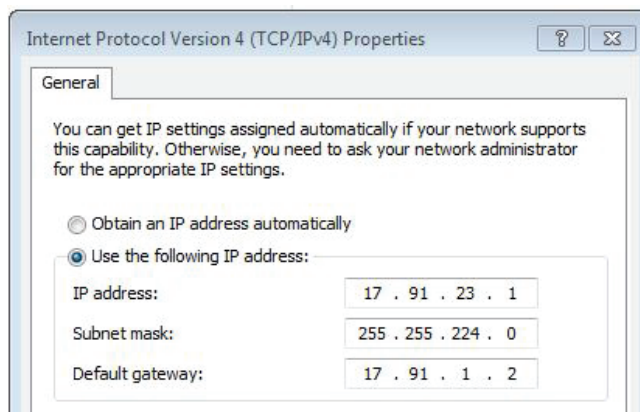 Internet Protocol Version 4 (TCP/IPv4) Properties
General
You can get IP settings assigned automatically if your network supports
this capability. Otherwise, you need to ask your network administrator
for the appropriate IP settings.
Obtain an IP address automatically
Use the following IP address:
IP address: 17 . 91 . 23 . 1
Subnet mask: 255 . 255 . 224 . 0
Default gateway: 17 . 91 . 1 . 2